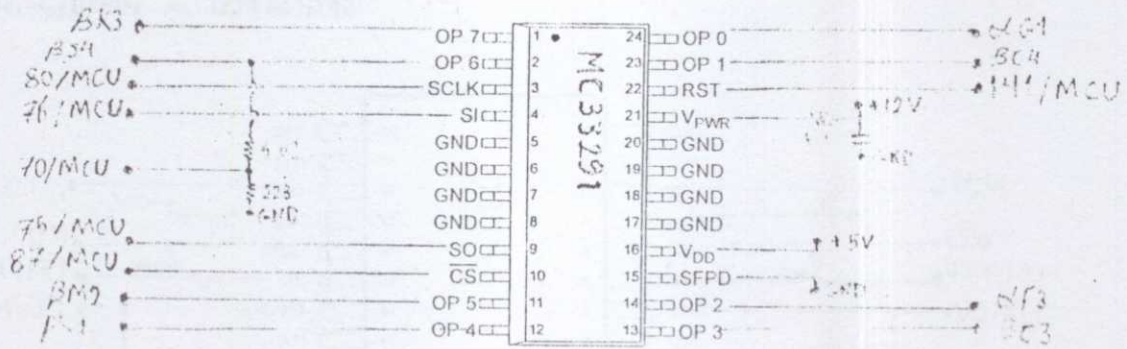 BK3
OP 7 1 24 OP 0
OP 6 2 23 OP 1
BC4
80/MCU SCLK 3 22 RST 141/MCU
76/MCU SI 4 21 VPWR +12V
GND 5 20 GND
70/MCU GND 6 19 GND
GND 7 18 GND
GND
GND 8 17 GND
75/MCU SO 9 16 VDD +5V
87/MCU CS 10 15 SFPD GND
BM2 OP 5 11 14 OP 2
OP 4 12 13 OP 3 BC3
MC33291